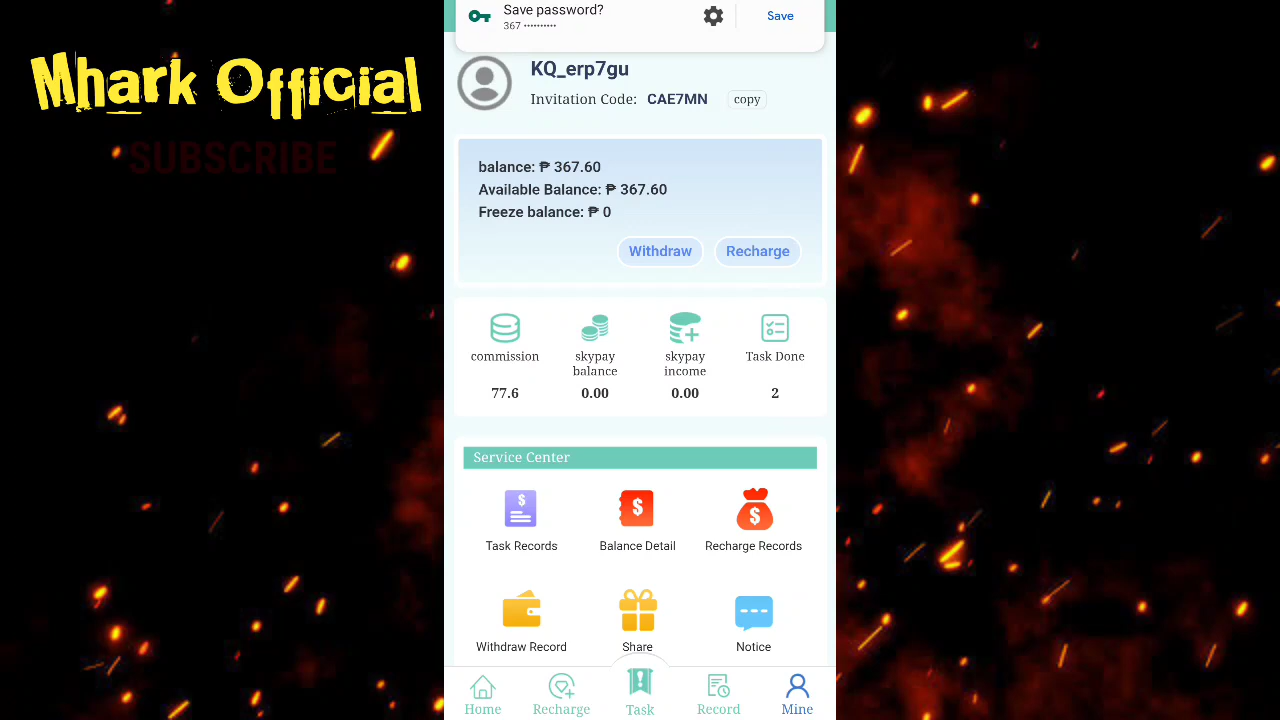 Mhark Official
SUBSCRIBE
Save password?
367 ••••••••••
Save
KQ_erp7gu
Invitation Code: CAE7MN copy
balance: ₱ 367.60
Available Balance: ₱ 367.60
Freeze balance: ₱ 0
Withdraw Recharge
commission
skypay balance
skypay income
Task Done
77.6 0.00 0.00 2
Service Center
Task Records Balance Detail Recharge Records
Withdraw Record Share Notice
Home Recharge Task Record Mine